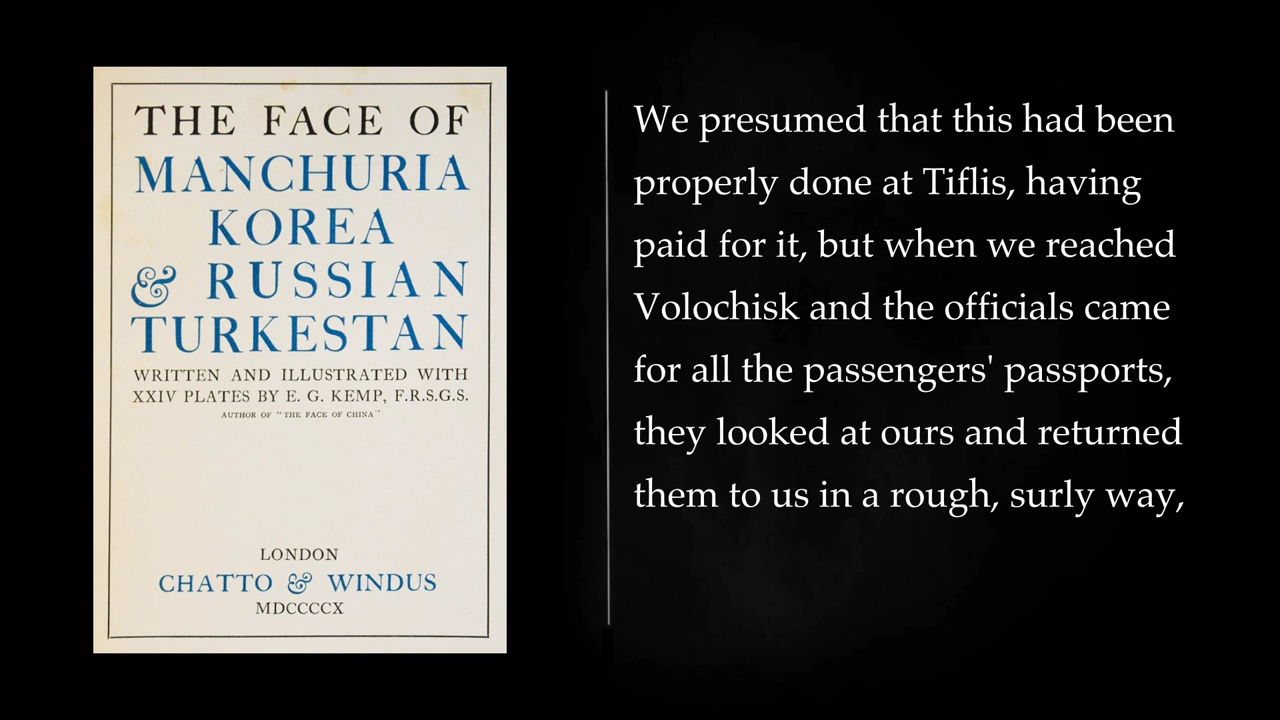 THE FACE OF
MANCHURIA
KOREA
& RUSSIAN
TURKESTAN
WRITTEN AND ILLUSTRATED WITH
XXIV PLATES BY E. G. KEMP, F.R.S.G.S.
AUTHOR OF "THE FACE OF CHINA"
LONDON
CHATTO & WINDUS
MDCCCCX
We presumed that this had been
properly done at Tiflis, having
paid for it, but when we reached
Volochisk and the officials came
for all the passengers' passports,
they looked at ours and returned
them to us in a rough, surly way,